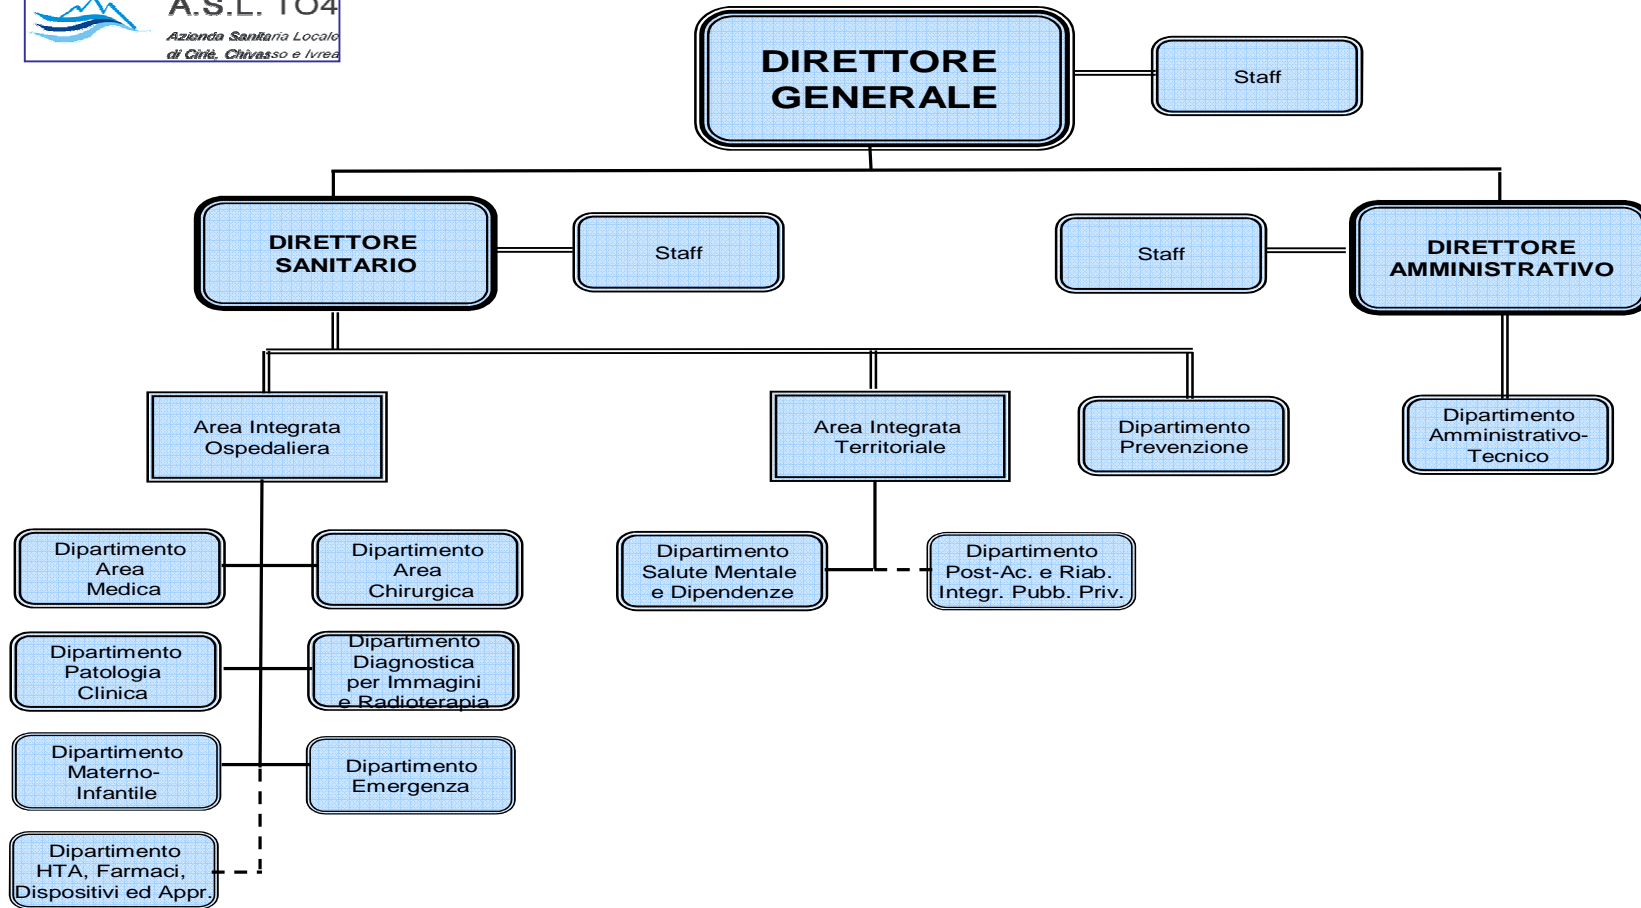 A.S.L. TO4
Azienda Sanitaria Locale
di Ciriè, Chivasso e Ivrea
DIRETTORE
GENERALE
Staff
DIRETTORE
SANITARIO
Staff
Staff
DIRETTORE
AMMINISTRATIVO
Area Integrata
Ospedaliera
Area Integrata
Territoriale
Dipartimento
Prevenzione
Dipartimento
Amministrativo-
Tecnico
Dipartimento
Area
Medica
Dipartimento
Area
Chirurgica
Dipartimento
Salute Mentale
e Dipendenze
Dipartimento
Post-Ac. e Riab.
Integr. Pubb. Priv.
Dipartimento
Patologia
Clinica
Dipartimento
Diagnostica
per Immagini
e Radioterapia
Dipartimento
Materno-
Infantile
Dipartimento
Emergenza
Dipartimento
HTA, Farmaci,
Dispositivi ed Appr.